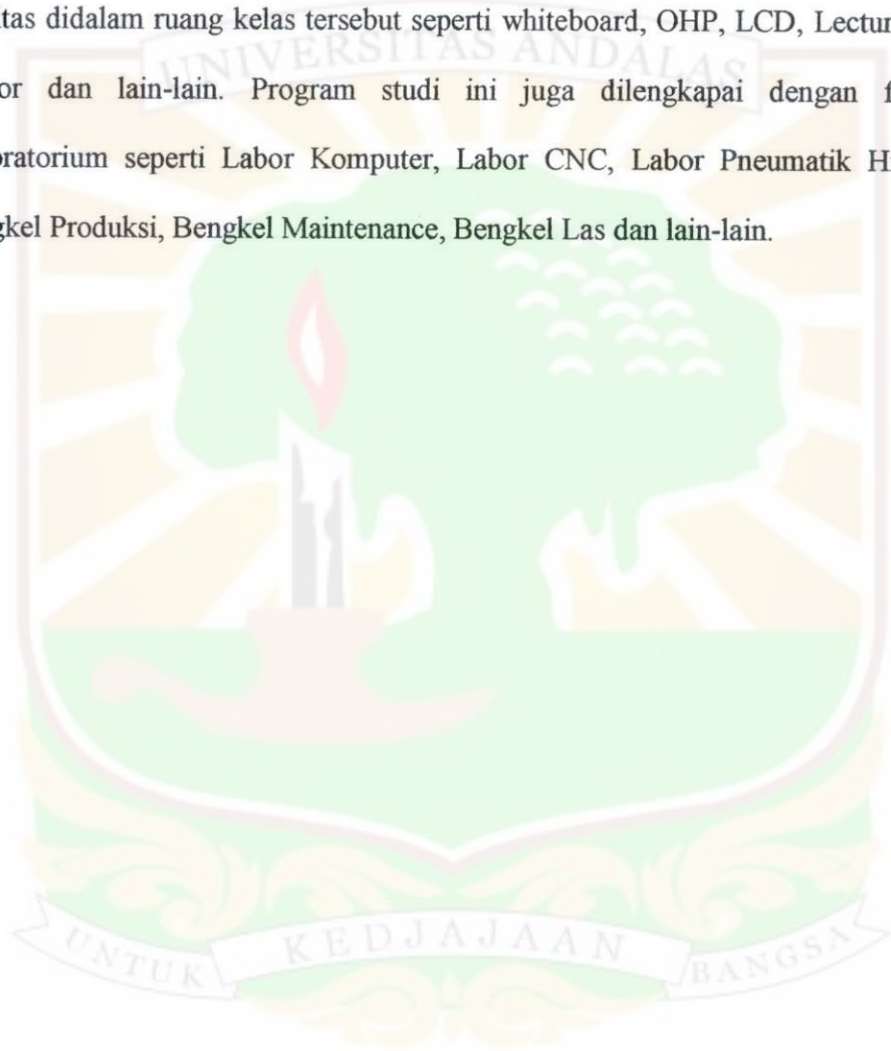 tas didalam ruang kelas tersebut seperti whiteboard, OHP, LCD, Lectur
or dan lain-lain. Program studi ini juga dilengkapai dengan f
oratorium seperti Labor Komputer, Labor CNC, Labor Pneumatik H
gkel Produksi, Bengkel Maintenance, Bengkel Las dan lain-lain.
UNIVERSITAS ANDALAS
UNTUK KEDJAJAAN BANGSA